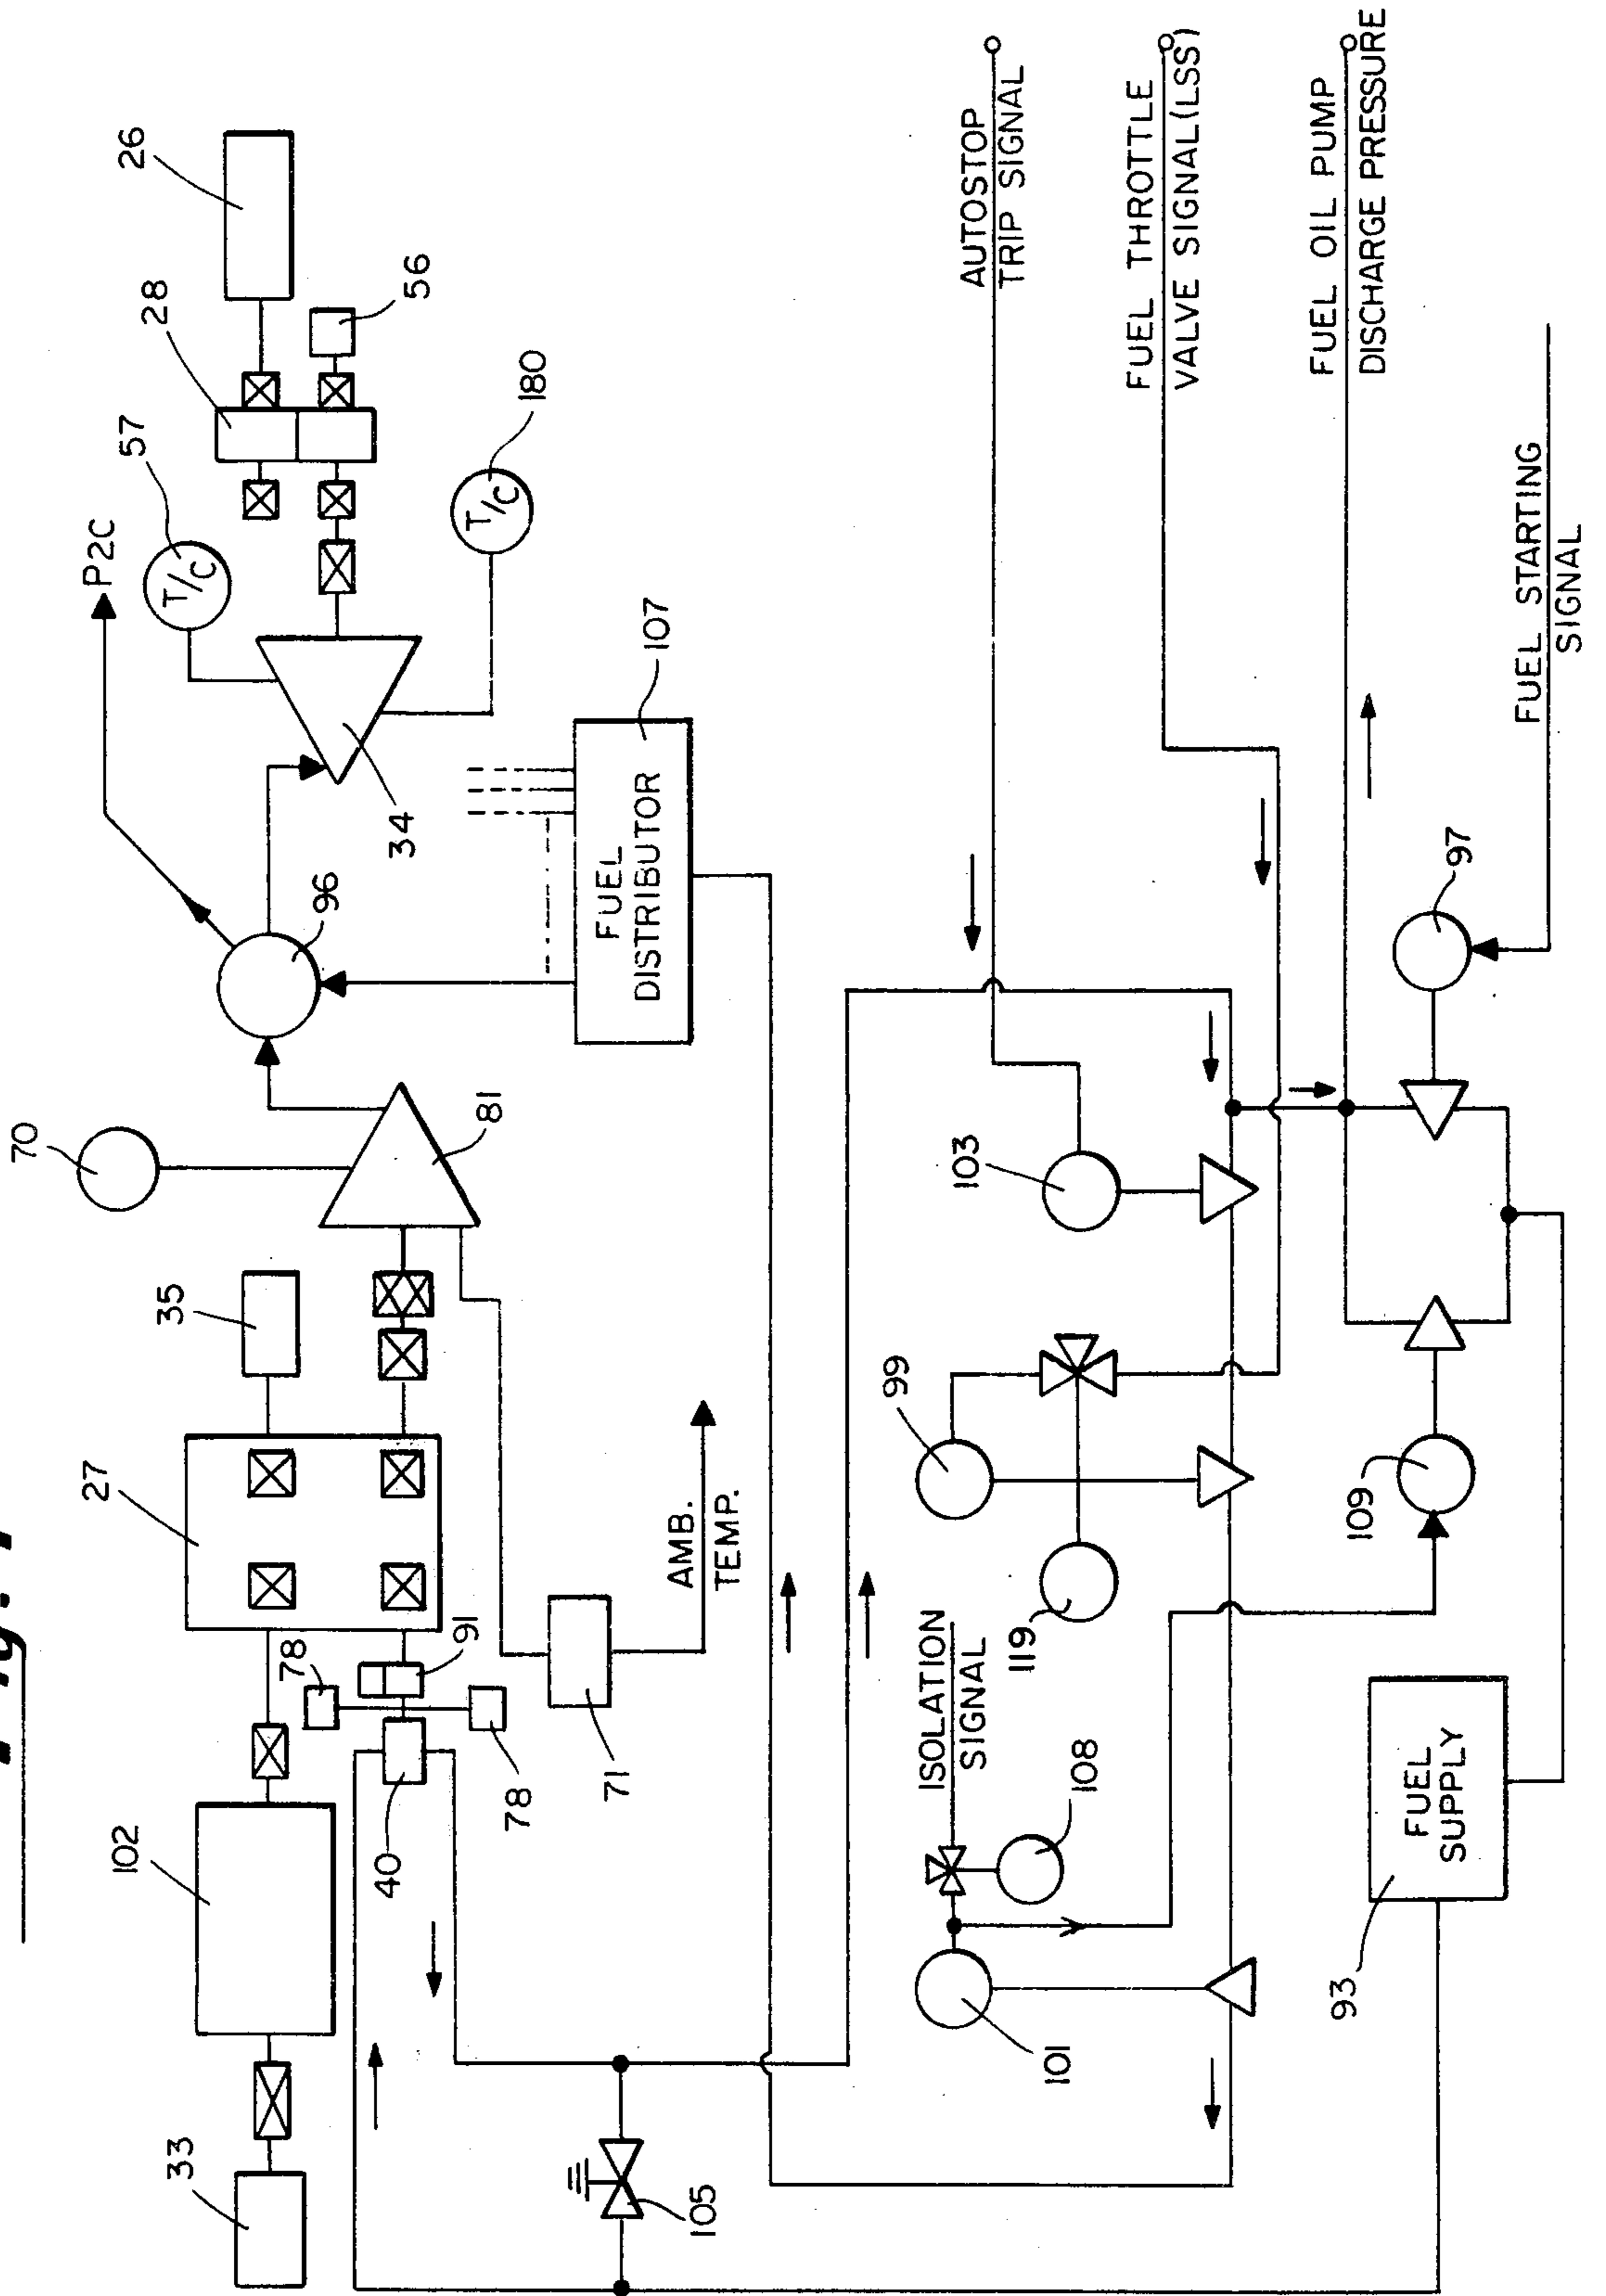 33
102
27
35
70
P2C
57
28
26
78
91
40
78
81
96
34
T/C
T/C
180
56
71
AMB.
TEMP.
FUEL
DISTRIBUTOR
107
105
101
108
ISOLATION
SIGNAL
119
99
103
AUTOSTOP
TRIP SIGNAL
FUEL THROTTLE
VALVE SIGNAL(LSS)
FUEL OIL PUMP
DISCHARGE PRESSURE
93
FUEL
SUPPLY
109
97
FUEL STARTING
SIGNAL